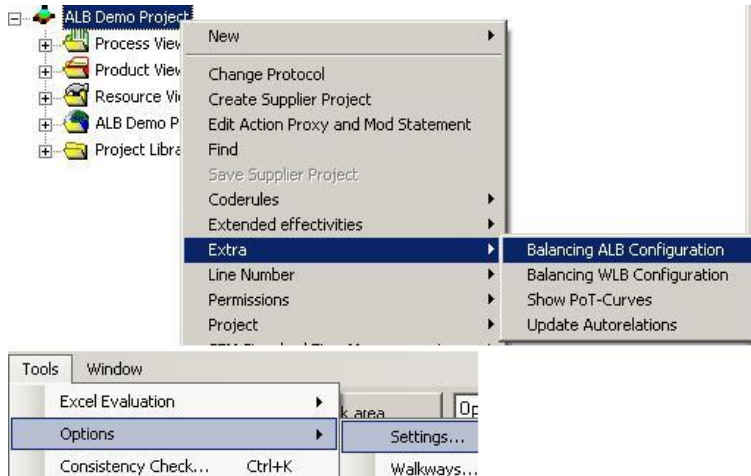 ALB Demo Project
Process View
Product View
Resource Vi
ALB Demo P
Project Libra
New
Change Protocol
Create Supplier Project
Edit Action Proxy and Mod Statement
Find
Save Supplier Project
Coderules
Extended effectivities
Extra
Line Number
Permissions
Project
Balancing ALB Configuration
Balancing WLB Configuration
Show PoT-Curves
Update Autorelations
Tools Window
Excel Evaluation
k area Op
Options
Settings...
Consistency Check... Ctrl+K
Walkways...